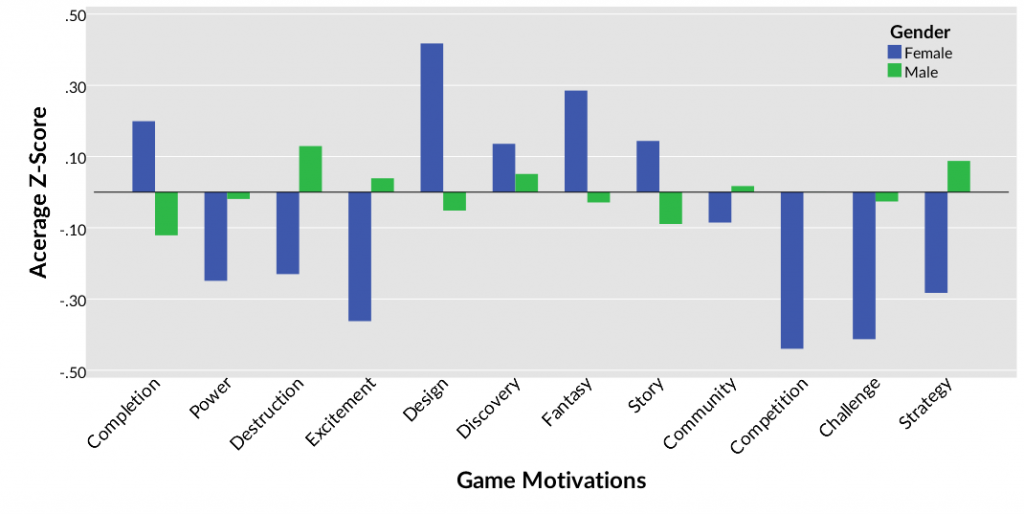 .50
.30
.10
-.10
-.30
-.50
Acerage Z-Score
Gender
Female
Male
Completion
Power
Destruction
Excitement
Design
Discovery
Fantasy
Story
Community
Competition
Challenge
Strategy
Game Motivations